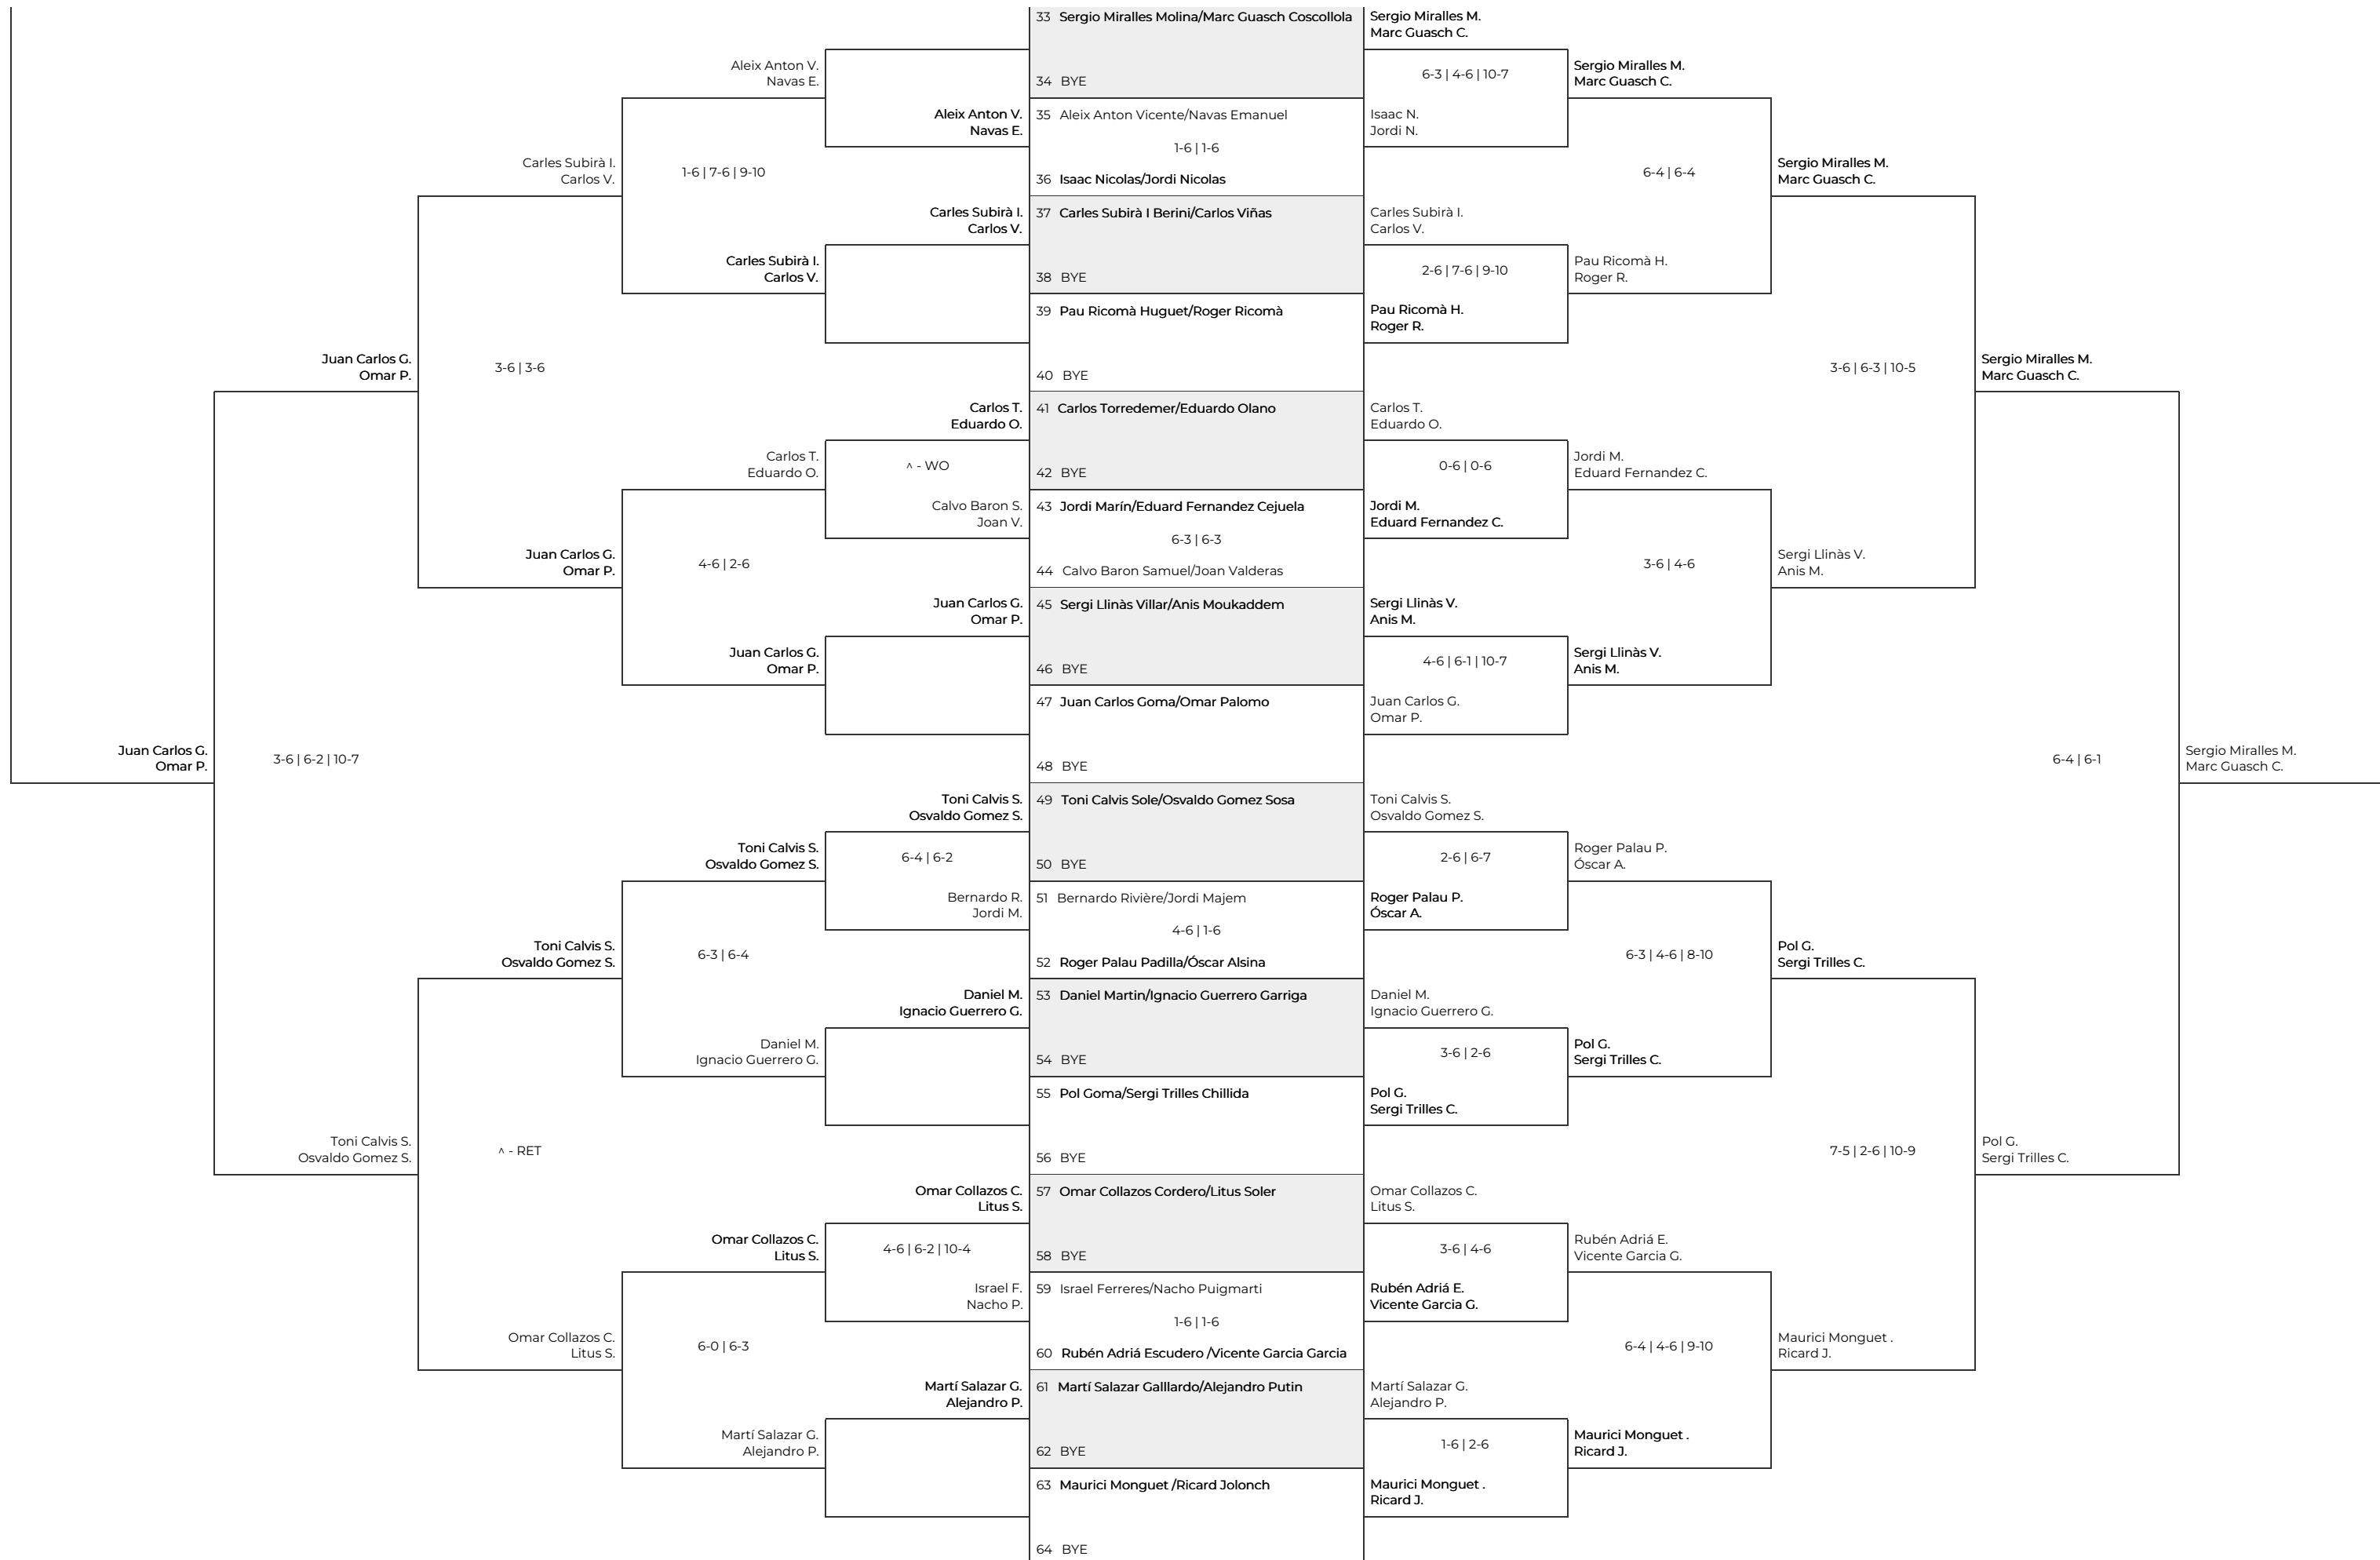 33 Sergio Miralles Molina/Marc Guasch Coscollola
Sergio Miralles M.
Marc Guasch C.
Aleix Anton V.
Navas E.
34 BYE
6-3 | 4-6 | 10-7
Sergio Miralles M.
Marc Guasch C.
Aleix Anton V.
Navas E.
35 Aleix Anton Vicente/Navas Emanuel
Isaac N.
Jordi N.
1-6 | 1-6
Carles Subirà I.
Carlos V.
1-6 | 7-6 | 9-10
36 Isaac Nicolas/Jordi Nicolas
6-4 | 6-4
Sergio Miralles M.
Marc Guasch C.
Carles Subirà I.
Carlos V.
37 Carles Subirà I Berini/Carlos Viñas
Carles Subirà I.
Carlos V.
Carles Subirà I.
Carlos V.
38 BYE
2-6 | 7-6 | 9-10
Pau Ricomà H.
Roger R.
39 Pau Ricomà Huguet/Roger Ricomà
Pau Ricomà H.
Roger R.
Juan Carlos G.
Omar P.
3-6 | 3-6
40 BYE
3-6 | 6-3 | 10-5
Sergio Miralles M.
Marc Guasch C.
Carlos T.
Eduardo O.
41 Carlos Torredemer/Eduardo Olano
Carlos T.
Eduardo O.
Carlos T.
Eduardo O.
^ - WO
42 BYE
0-6 | 0-6
Jordi M.
Eduard Fernandez C.
Calvo Baron S.
Joan V.
43 Jordi Marín/Eduard Fernandez Cejuela
Jordi M.
Eduard Fernandez C.
6-3 | 6-3
Juan Carlos G.
Omar P.
4-6 | 2-6
44 Calvo Baron Samuel/Joan Valderas
3-6 | 4-6
Sergi Llinàs V.
Anis M.
Juan Carlos G.
Omar P.
45 Sergi Llinàs Villar/Anis Moukaddem
Sergi Llinàs V.
Anis M.
Juan Carlos G.
Omar P.
46 BYE
4-6 | 6-1 | 10-7
Sergi Llinàs V.
Anis M.
47 Juan Carlos Goma/Omar Palomo
Juan Carlos G.
Omar P.
Juan Carlos G.
Omar P.
3-6 | 6-2 | 10-7
48 BYE
6-4 | 6-1
Sergio Miralles M.
Marc Guasch C.
Toni Calvis S.
Osvaldo Gomez S.
49 Toni Calvis Sole/Osvaldo Gomez Sosa
Toni Calvis S.
Osvaldo Gomez S.
Toni Calvis S.
Osvaldo Gomez S.
6-4 | 6-2
50 BYE
2-6 | 6-7
Roger Palau P.
Óscar A.
Bernardo R.
Jordi M.
51 Bernardo Rivière/Jordi Majem
Roger Palau P.
Óscar A.
4-6 | 1-6
Toni Calvis S.
Osvaldo Gomez S.
6-3 | 6-4
52 Roger Palau Padilla/Óscar Alsina
6-3 | 4-6 | 8-10
Pol G.
Sergi Trilles C.
Daniel M.
Ignacio Guerrero G.
53 Daniel Martin/Ignacio Guerrero Garriga
Daniel M.
Ignacio Guerrero G.
Daniel M.
Ignacio Guerrero G.
54 BYE
3-6 | 2-6
Pol G.
Sergi Trilles C.
55 Pol Goma/Sergi Trilles Chillida
Pol G.
Sergi Trilles C.
Toni Calvis S.
Osvaldo Gomez S.
^ - RET
56 BYE
7-5 | 2-6 | 10-9
Pol G.
Sergi Trilles C.
Omar Collazos C.
Litus S.
57 Omar Collazos Cordero/Litus Soler
Omar Collazos C.
Litus S.
Omar Collazos C.
Litus S.
4-6 | 6-2 | 10-4
58 BYE
3-6 | 4-6
Rubén Adriá E.
Vicente Garcia G.
Israel F.
Nacho P.
59 Israel Ferreres/Nacho Puigmarti
Rubén Adriá E.
Vicente Garcia G.
1-6 | 1-6
Omar Collazos C.
Litus S.
6-0 | 6-3
60 Rubén Adriá Escudero /Vicente Garcia Garcia
6-4 | 4-6 | 9-10
Maurici Monguet .
Ricard J.
Martí Salazar G.
Alejandro P.
61 Martí Salazar Galllardo/Alejandro Putin
Martí Salazar G.
Alejandro P.
Martí Salazar G.
Alejandro P.
62 BYE
1-6 | 2-6
Maurici Monguet .
Ricard J.
63 Maurici Monguet /Ricard Jolonch
Maurici Monguet .
Ricard J.
64 BYE